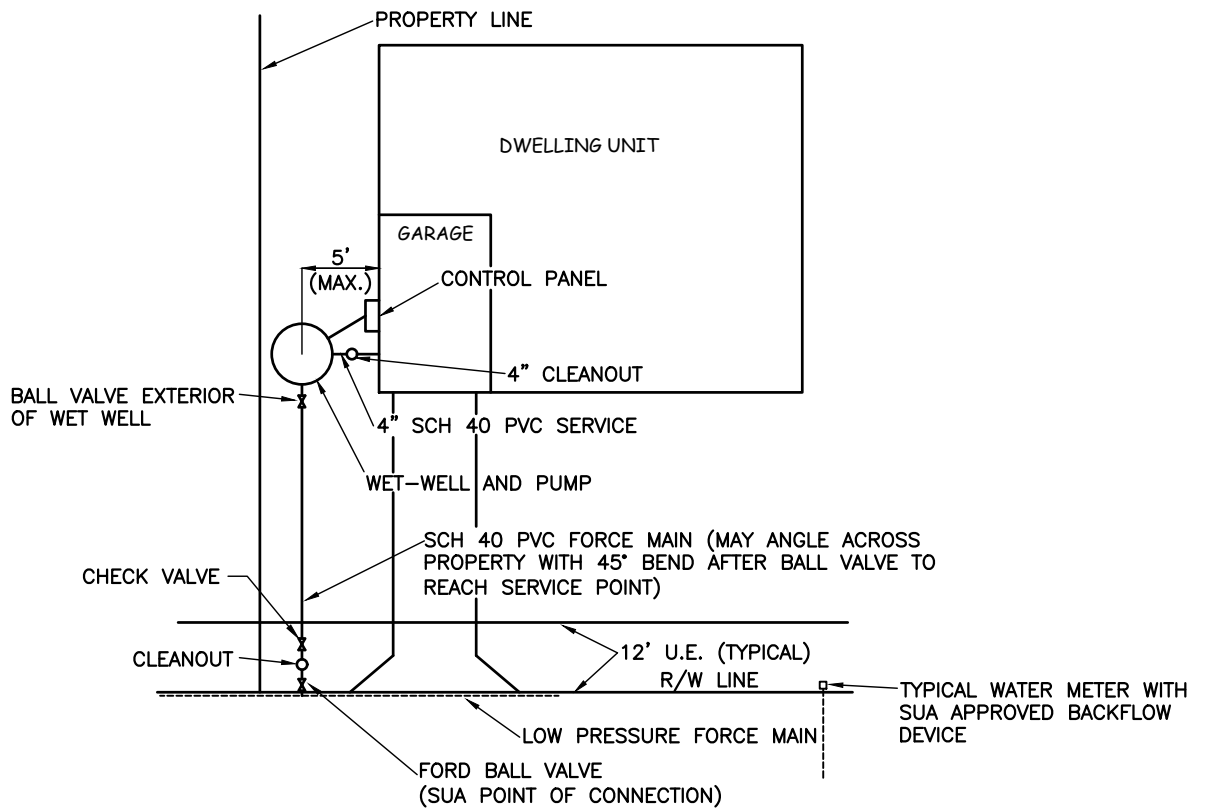 PROPERTY LINE
DWELLING UNIT
GARAGE
5'
(MAX.)
CONTROL PANEL
4" CLEANOUT
BALL VALVE EXTERIOR
OF WET WELL
4" SCH 40 PVC SERVICE
WET-WELL AND PUMP
SCH 40 PVC FORCE MAIN (MAY ANGLE ACROSS
PROPERTY WITH 45° BEND AFTER BALL VALVE TO
REACH SERVICE POINT)
CHECK VALVE
CLEANOUT
12' U.E. (TYPICAL)
R/W LINE
TYPICAL WATER METER WITH
SUA APPROVED BACKFLOW
DEVICE
LOW PRESSURE FORCE MAIN
FORD BALL VALVE
(SUA POINT OF CONNECTION)